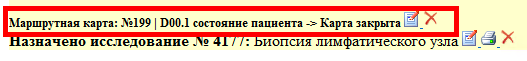 Маршрутная карта: №199 | D00.1 состояние пациента -> Карта закрыта
Назначено исследование № 4177: Биопсия лимфатического узла